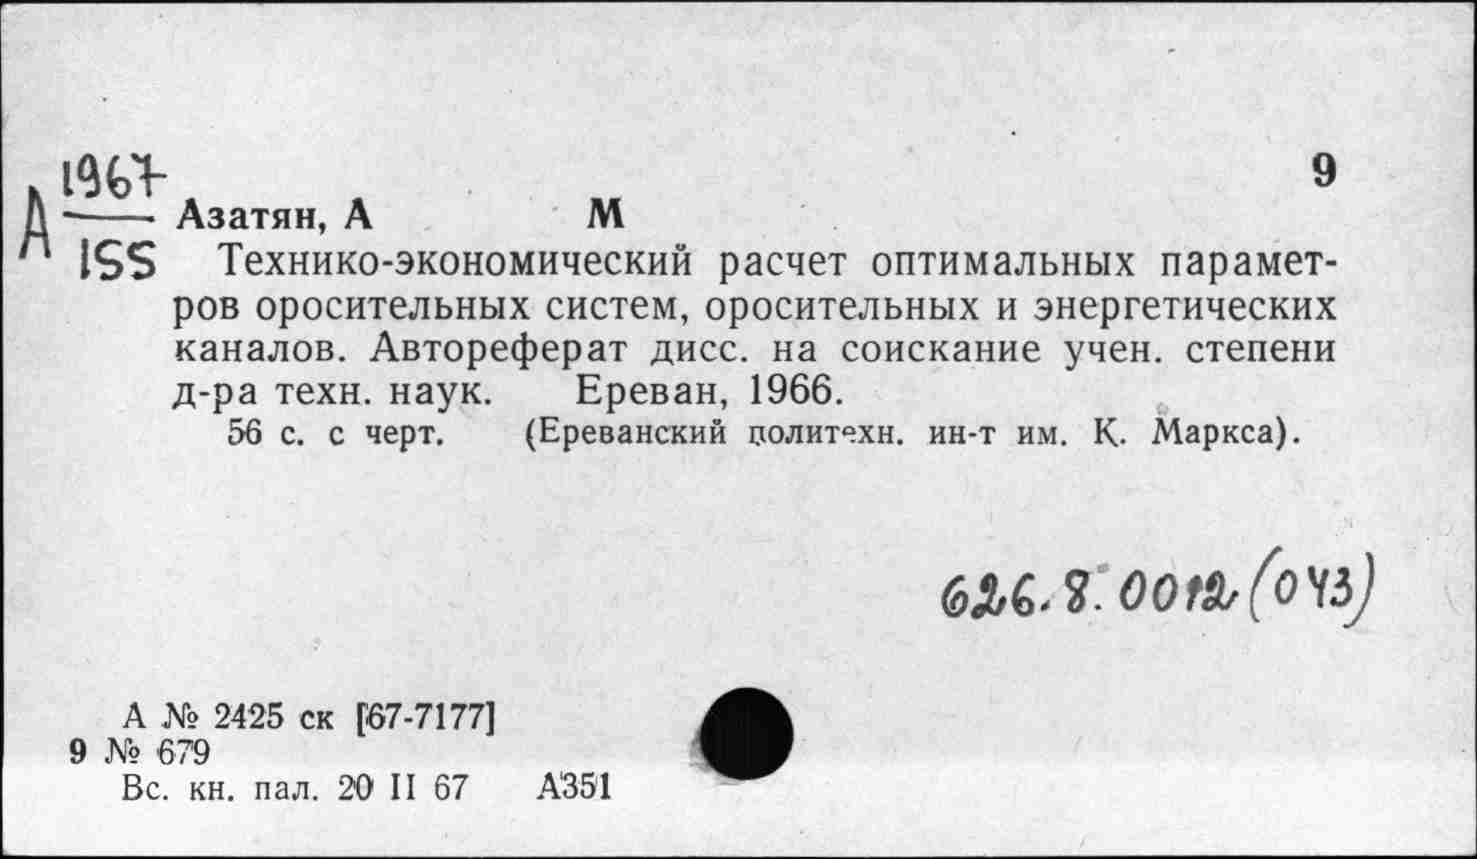 1967
9
А
Азатян, А М
155
Технико-экономический расчет оптимальных парамет-
ров оросительных систем, оросительных и энергетических
каналов. Автореферат дисс. на соискание учен. степени
д-ра техн. наук. Ереван, 1966.
56 с. с черт. (Ереванский политехн. ин-т им. К. Маркса).
626.8.0012(043)
А № 2425 ск [67-7177]
9 № 679
Вс. кн. пал. 20 II 67 А351